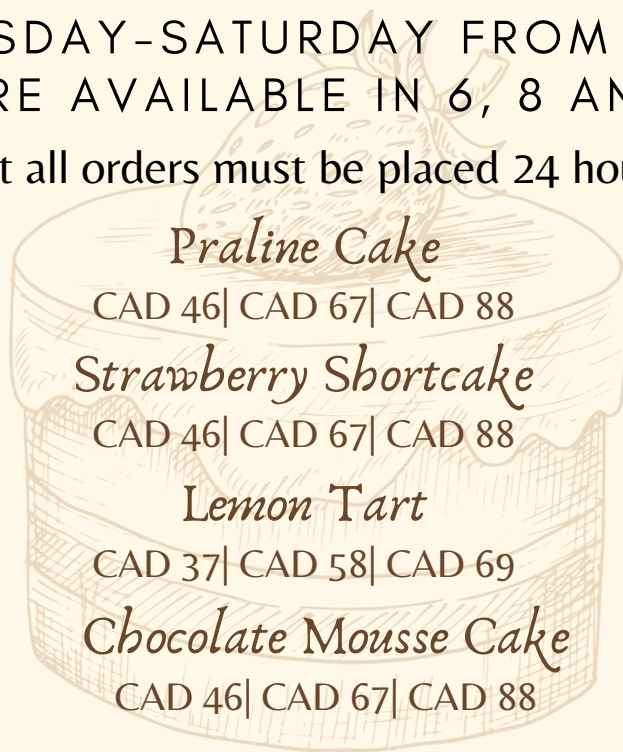 SDAY-SATURDAY FROM
RE AVAILABLE IN 6, 8 AN
t all orders must be placed 24 hou
Praline Cake
CAD 46| CAD 67| CAD 88
Strawberry Shortcake
CAD 46| CAD 67| CAD 88
Lemon Tart
CAD 37| CAD 58| CAD 69
Chocolate Mousse Cake
CAD 46| CAD 67| CAD 88